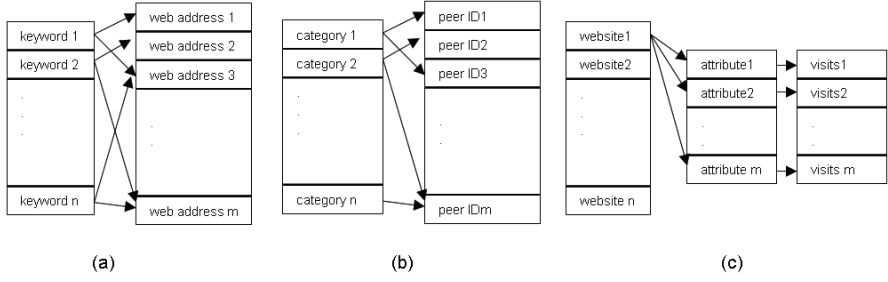 keyword 1
keyword 2
.
.
.
keyword n
web address 1
web address 2
web address 3
.
.
web address m
(a)
category 1
category 2
.
.
.
category n
peer ID1
peer ID2
peer ID3
.
.
peer IDm
(b)
website1
website2
.
.
.
website n
attribute1
attribute2
.
.
attribute m
visits1
visits2
.
.
visits m
(c)